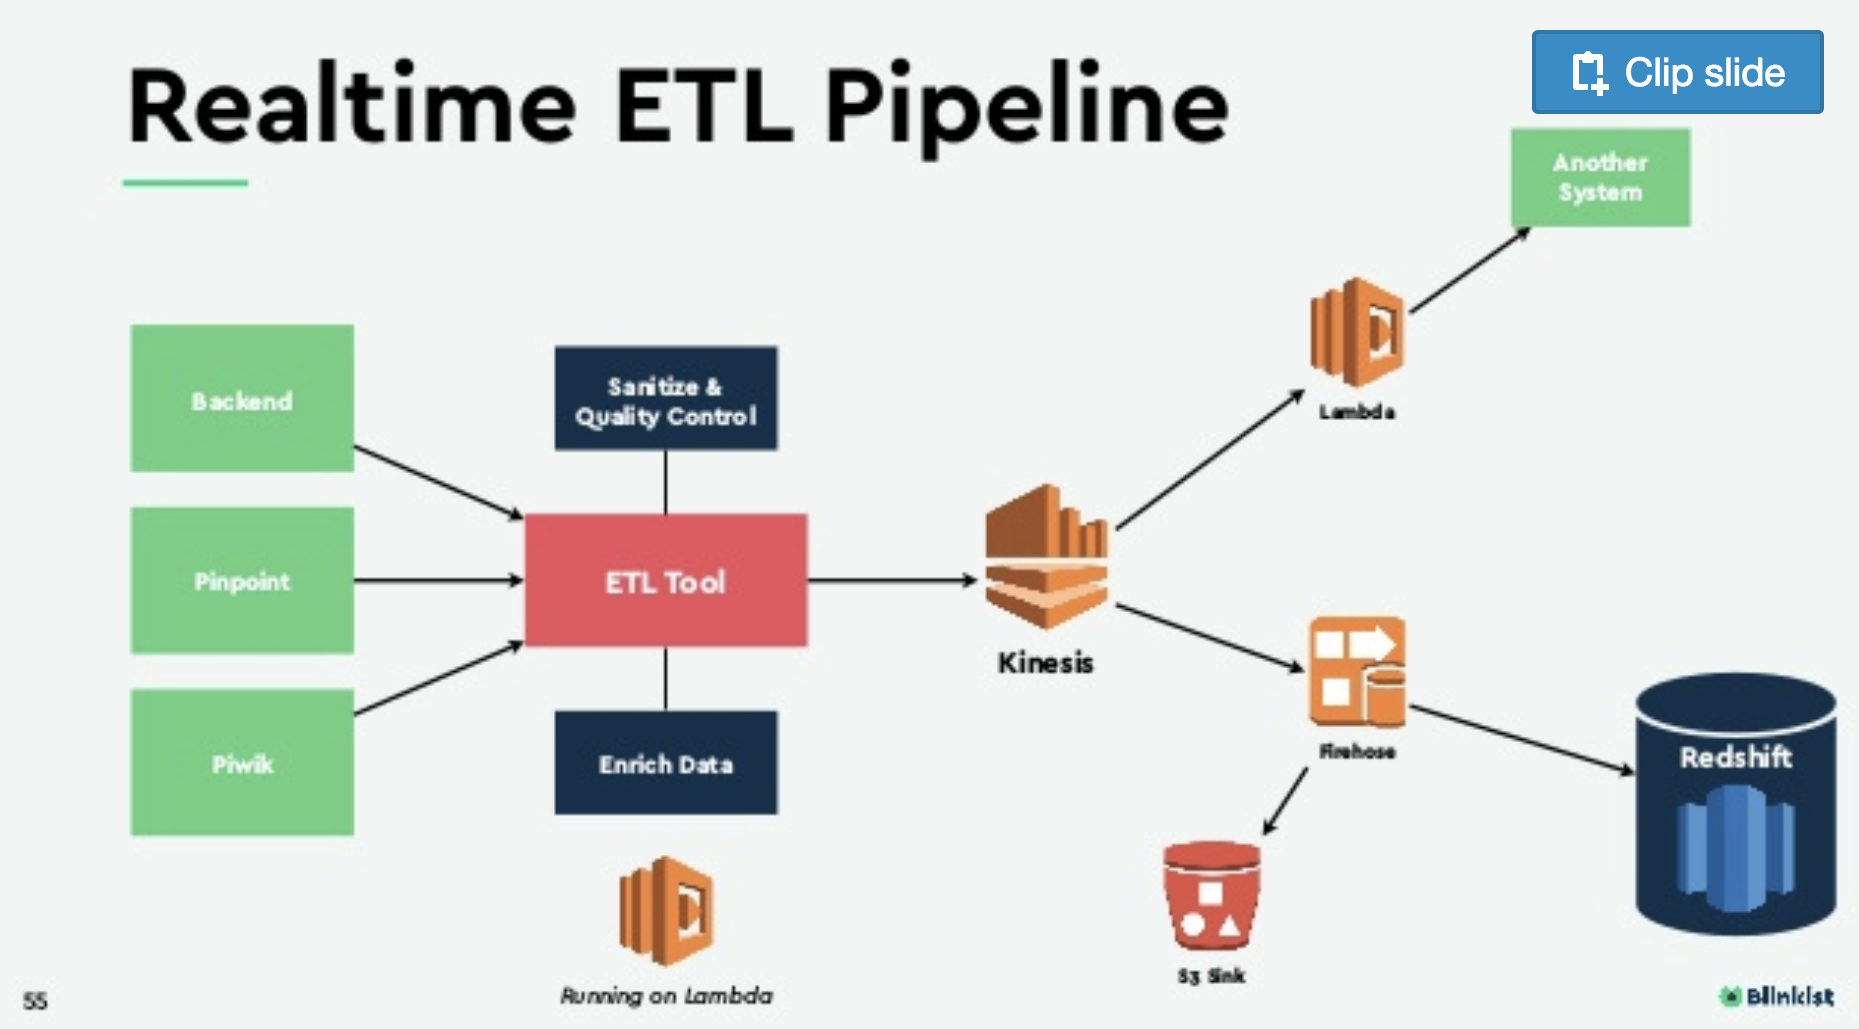 Realtime ETL Pipeline
Clip slide
Another
System
Backend
Sanitize &
Quality Control
Lambda
Pinpoint
ETL Tool
Kinesis
Piwik
Enrich Data
Firehose
Redshift
S3 Sink
Running on Lambda
55
Blinkist